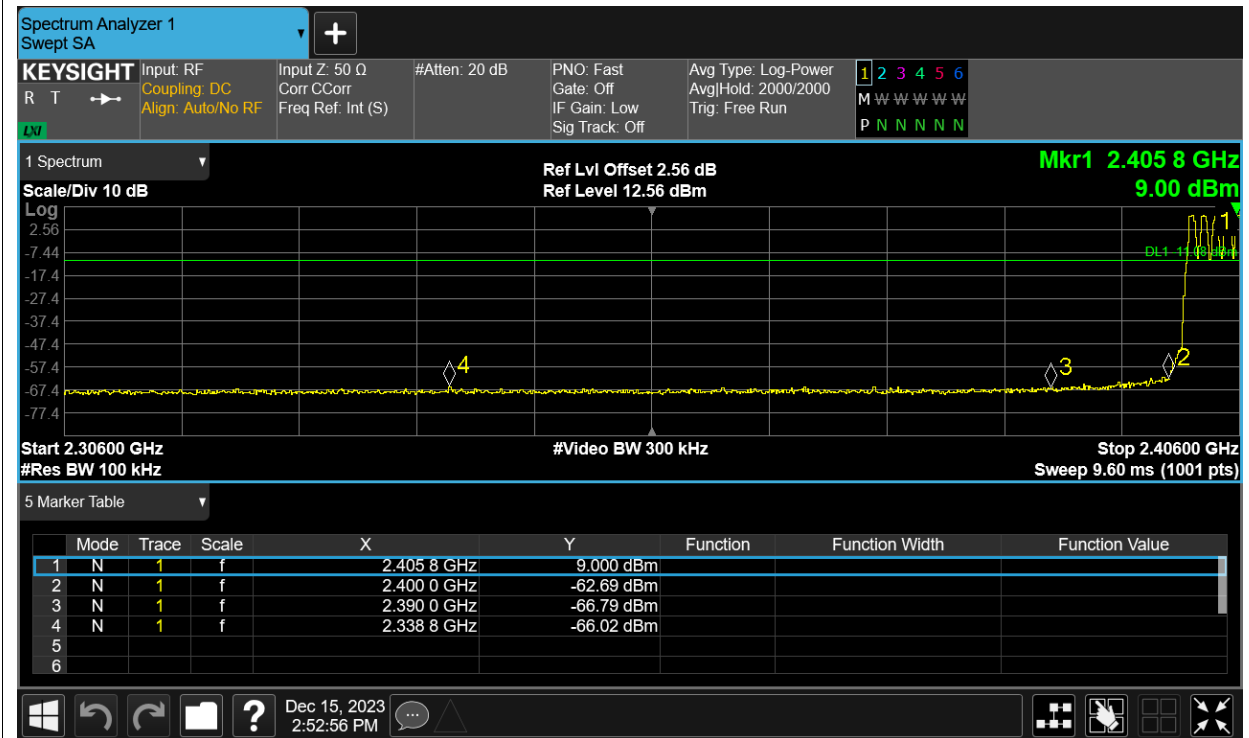 Spectrum Analyzer 1
Swept SA
+
KEYSIGHT Input: RF Input Z: 50 Ω #Atten: 20 dB PNO: Fast Avg Type: Log-Power 1 2 3 4 5 6
R T Coupling: DC Corr CCorr Gate: Off Avg|Hold: 2000/2000 M W W W W W
Align: Auto/No RF Freq Ref: Int (S) IF Gain: Low Trig: Free Run
LXI Sig Track: Off P N N N N N
1 Spectrum Ref Lvl Offset 2.56 dB Mkr1 2.405 8 GHz
Scale/Div 10 dB Ref Level 12.56 dBm 9.00 dBm
Log
2.56 1
-7.44 DL1 -11.08 dBm
-17.4
-27.4
-37.4
-47.4
-57.4 4 3 2
-67.4
-77.4
Start 2.30600 GHz #Video BW 300 kHz Stop 2.40600 GHz
#Res BW 100 kHz Sweep 9.60 ms (1001 pts)
5 Marker Table
Mode Trace Scale X Y Function Function Width Function Value
1 N 1 f 2.405 8 GHz 9.000 dBm
2 N 1 f 2.400 0 GHz -62.69 dBm
3 N 1 f 2.390 0 GHz -66.79 dBm
4 N 1 f 2.338 8 GHz -66.02 dBm
5
6
? Dec 15, 2023
2:52:56 PM